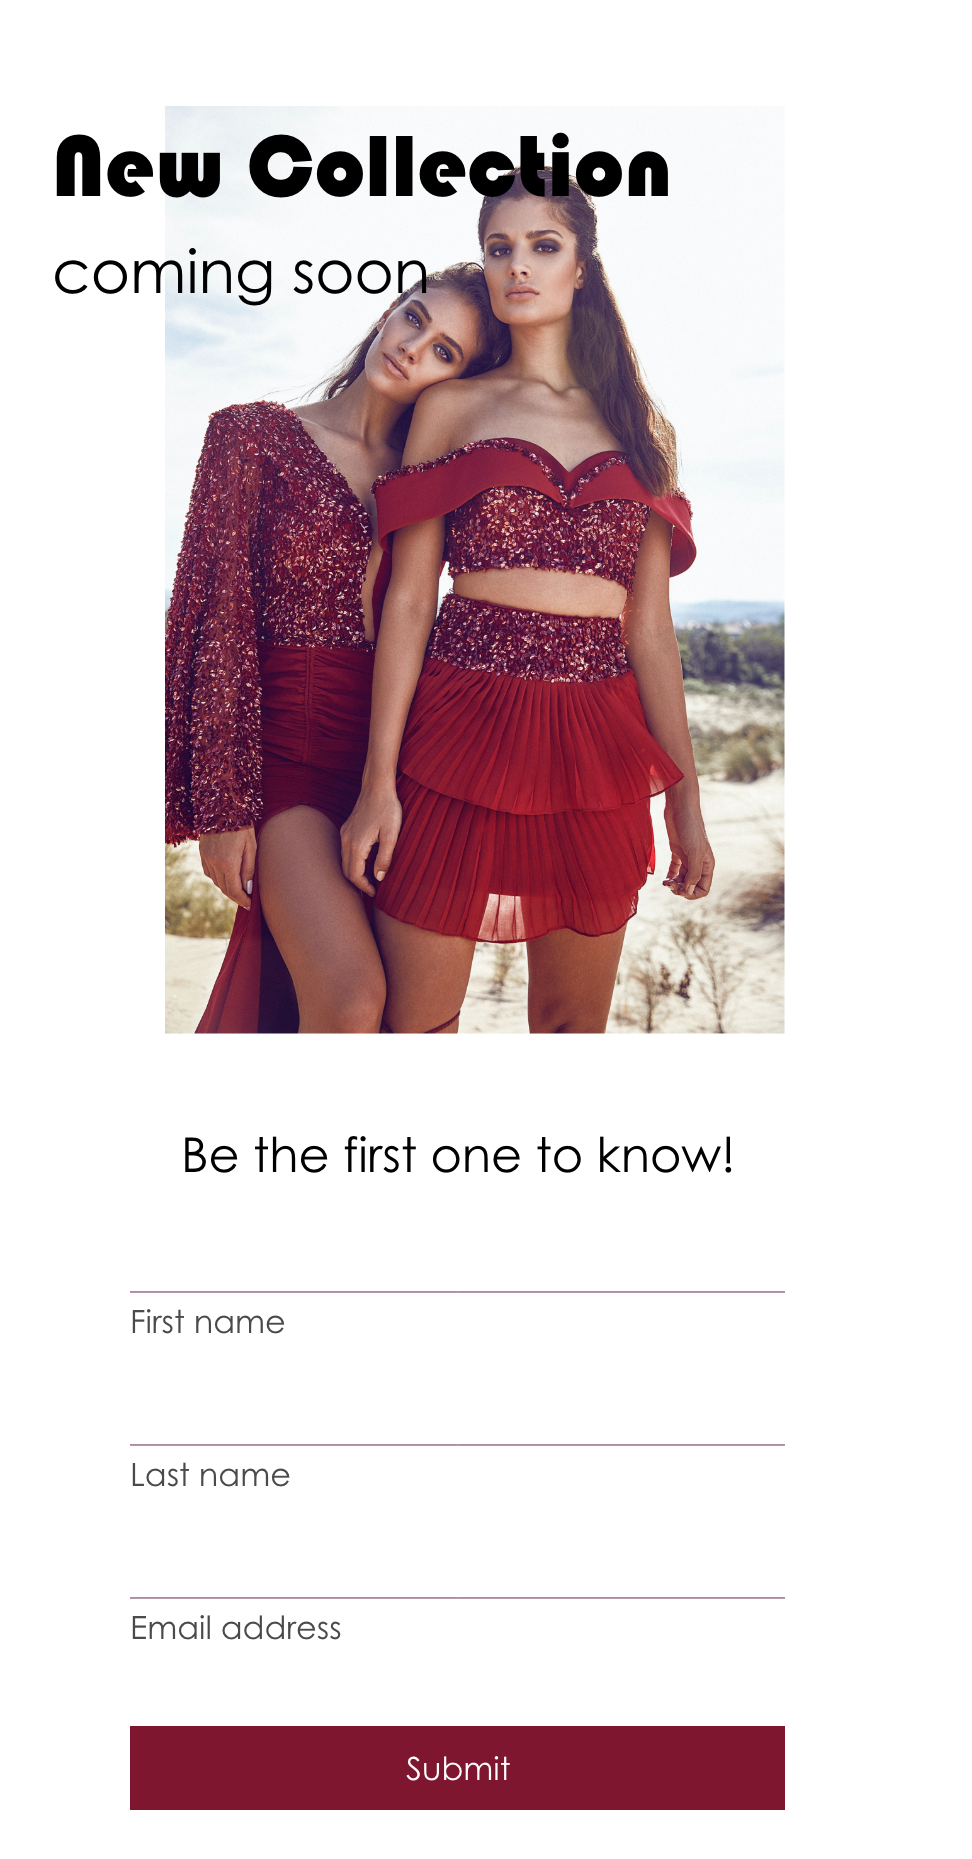 New Collection
coming soon
Be the first one to know!
First name
Last name
Email address
Submit